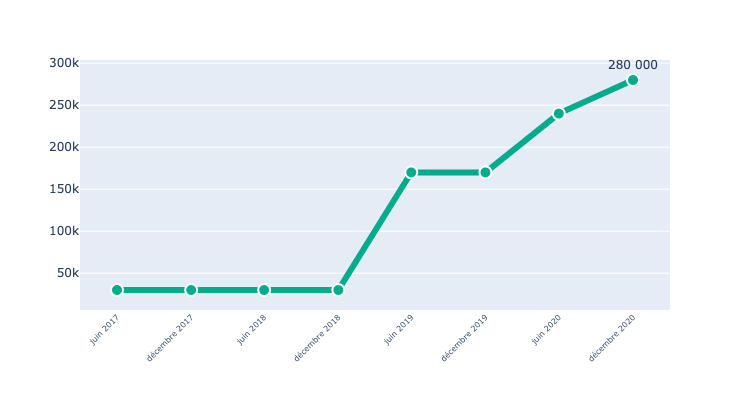 300k
280 000
250k
200k
150k
100k
50k
juin 2017
décembre 2017
juin 2018
décembre 2018
juin 2019
décembre 2019
juin 2020
décembre 2020